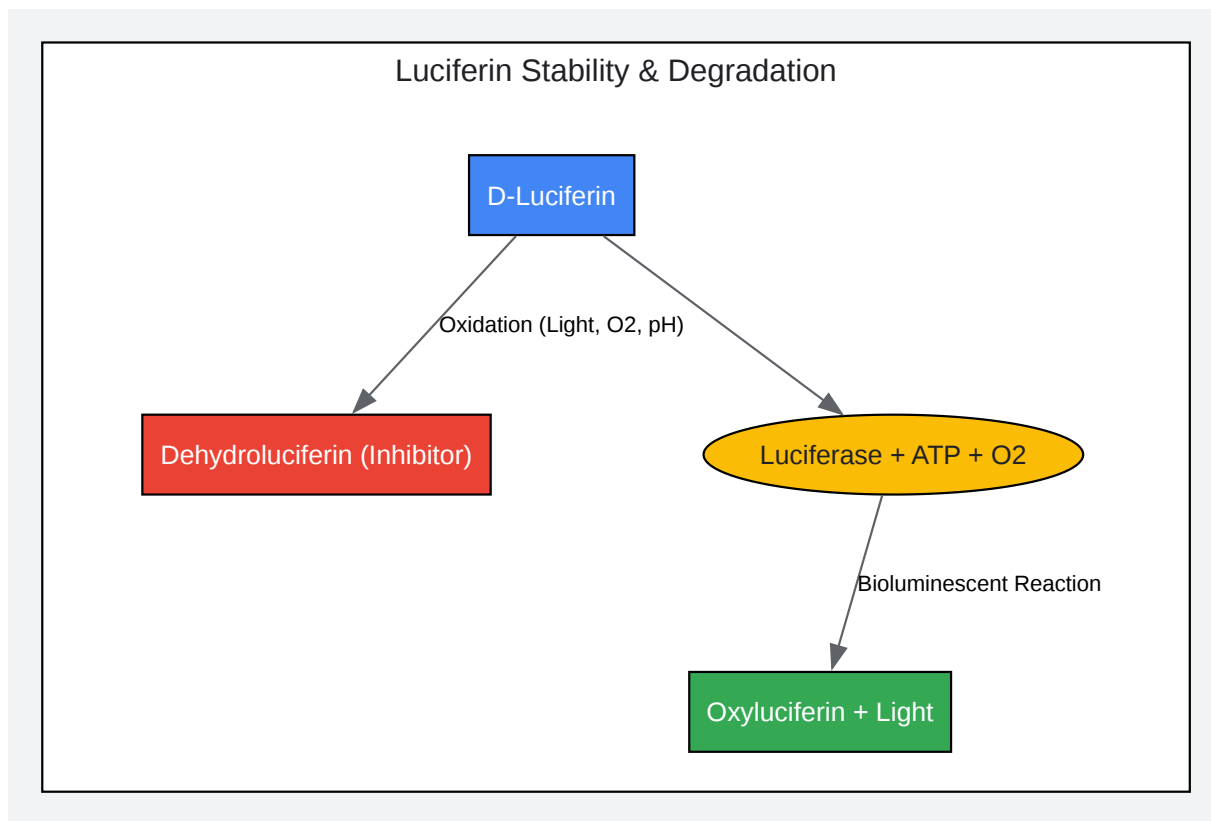 Luciferin Stability & Degradation
D-Luciferin
Oxidation (Light, O2, pH)
Dehydroluciferin (Inhibitor)
Luciferase + ATP + O2
Bioluminescent Reaction
Oxyluciferin + Light